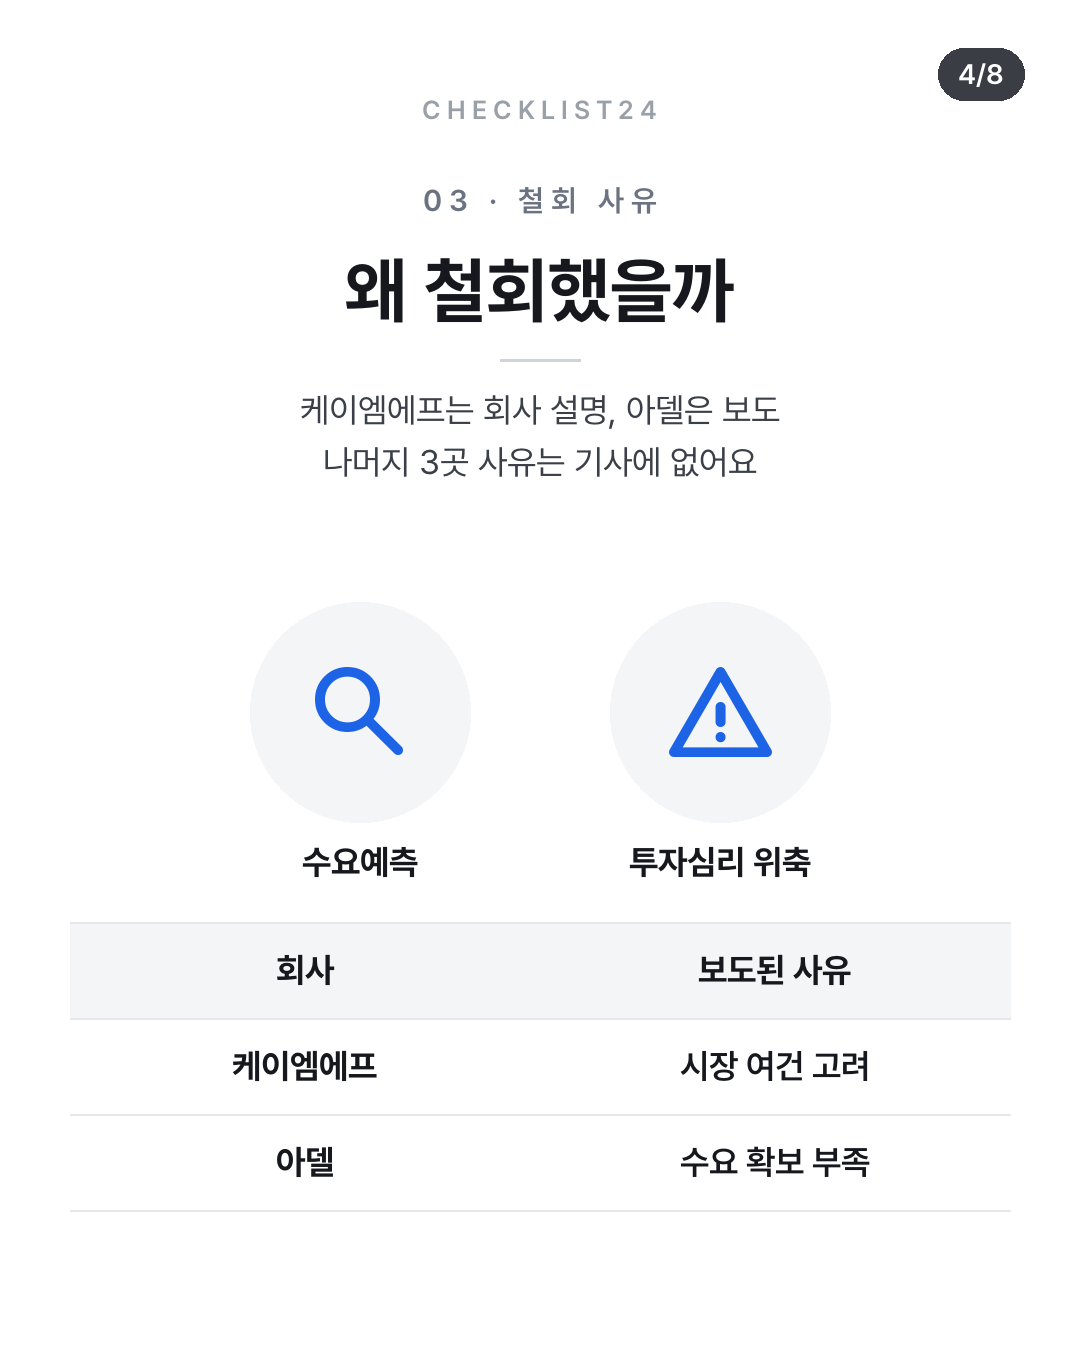 4/8
CHECKLIST24
03 · 철회 사유
왜 철회했을까
케이엠에프는 회사 설명, 아델은 보도
나머지 3곳 사유는 기사에 없어요
수요예측
투자심리 위축
회사 보도된 사유
케이엠에프 시장 여건 고려
아델 수요 확보 부족